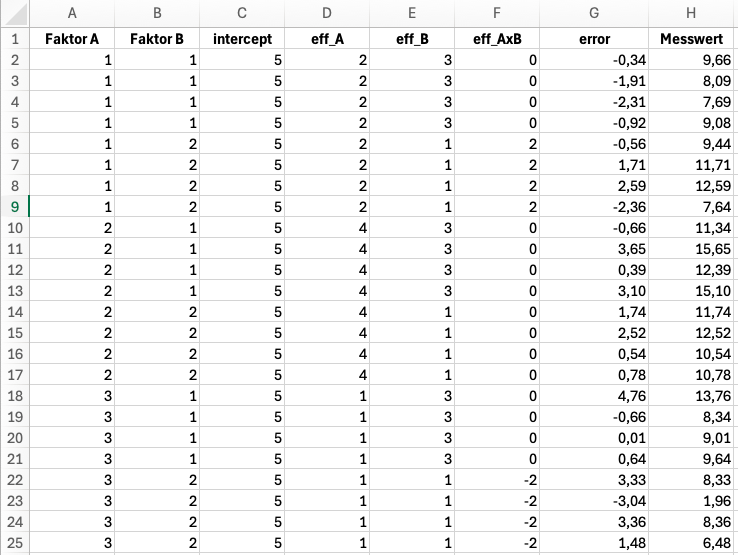 A B C D E F G H
1 Faktor A Faktor B intercept eff_A eff_B eff_AxB error Messwert
2 1 1 5 2 3 0 -0,34 9,66
3 1 1 5 2 3 0 -1,91 8,09
4 1 1 5 2 3 0 -2,31 7,69
5 1 1 5 2 3 0 -0,92 9,08
6 1 2 5 2 1 2 -0,56 9,44
7 1 2 5 2 1 2 1,71 11,71
8 1 2 5 2 1 2 2,59 12,59
9 1 2 5 2 1 2 -2,36 7,64
10 2 1 5 4 3 0 -0,66 11,34
11 2 1 5 4 3 0 3,65 15,65
12 2 1 5 4 3 0 0,39 12,39
13 2 1 5 4 3 0 3,10 15,10
14 2 2 5 4 1 0 1,74 11,74
15 2 2 5 4 1 0 2,52 12,52
16 2 2 5 4 1 0 0,54 10,54
17 2 2 5 4 1 0 0,78 10,78
18 3 1 5 1 3 0 4,76 13,76
19 3 1 5 1 3 0 -0,66 8,34
20 3 1 5 1 3 0 0,01 9,01
21 3 1 5 1 3 0 0,64 9,64
22 3 2 5 1 1 -2 3,33 8,33
23 3 2 5 1 1 -2 -3,04 1,96
24 3 2 5 1 1 -2 3,36 8,36
25 3 2 5 1 1 -2 1,48 6,48